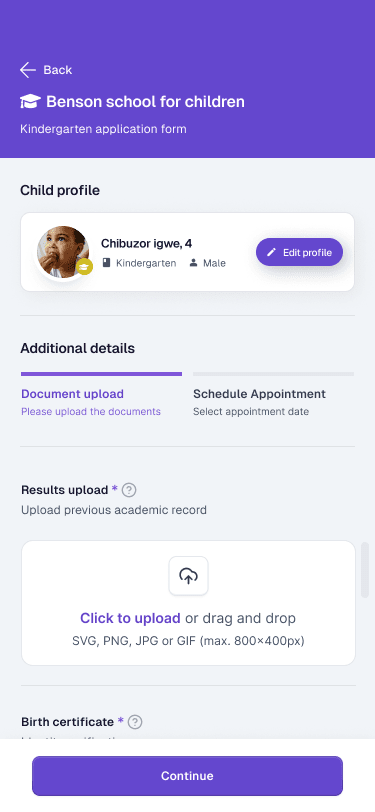 Back
Benson school for children
Kindergarten application form
Child profile
Chibuzor igwe, 4
Kindergarten Male
Edit profile
Additional details
Document upload
Please upload the documents
Schedule Appointment
Select appointment date
Results upload * ?
Upload previous academic record
Click to upload or drag and drop
SVG, PNG, JPG or GIF (max. 800×400px)
Birth certificate * ?
Continue